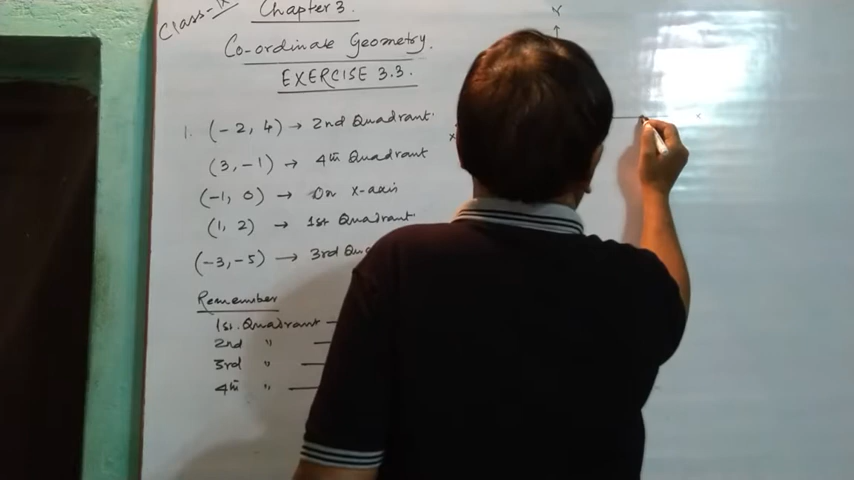 Class-IX
Chapter 3.
Co-ordinate Geometry.
EXERCISE 3.3.
1. (-2, 4) → 2nd Quadrant.
(3, -1) → 4th Quadrant
(-1, 0) → On x-axis
(1, 2) → 1st Quadrant.
(-3, -5) → 3rd Qua
Remember
1st. Quadrant —
2nd " —
3rd " —
4th " —
Y
X